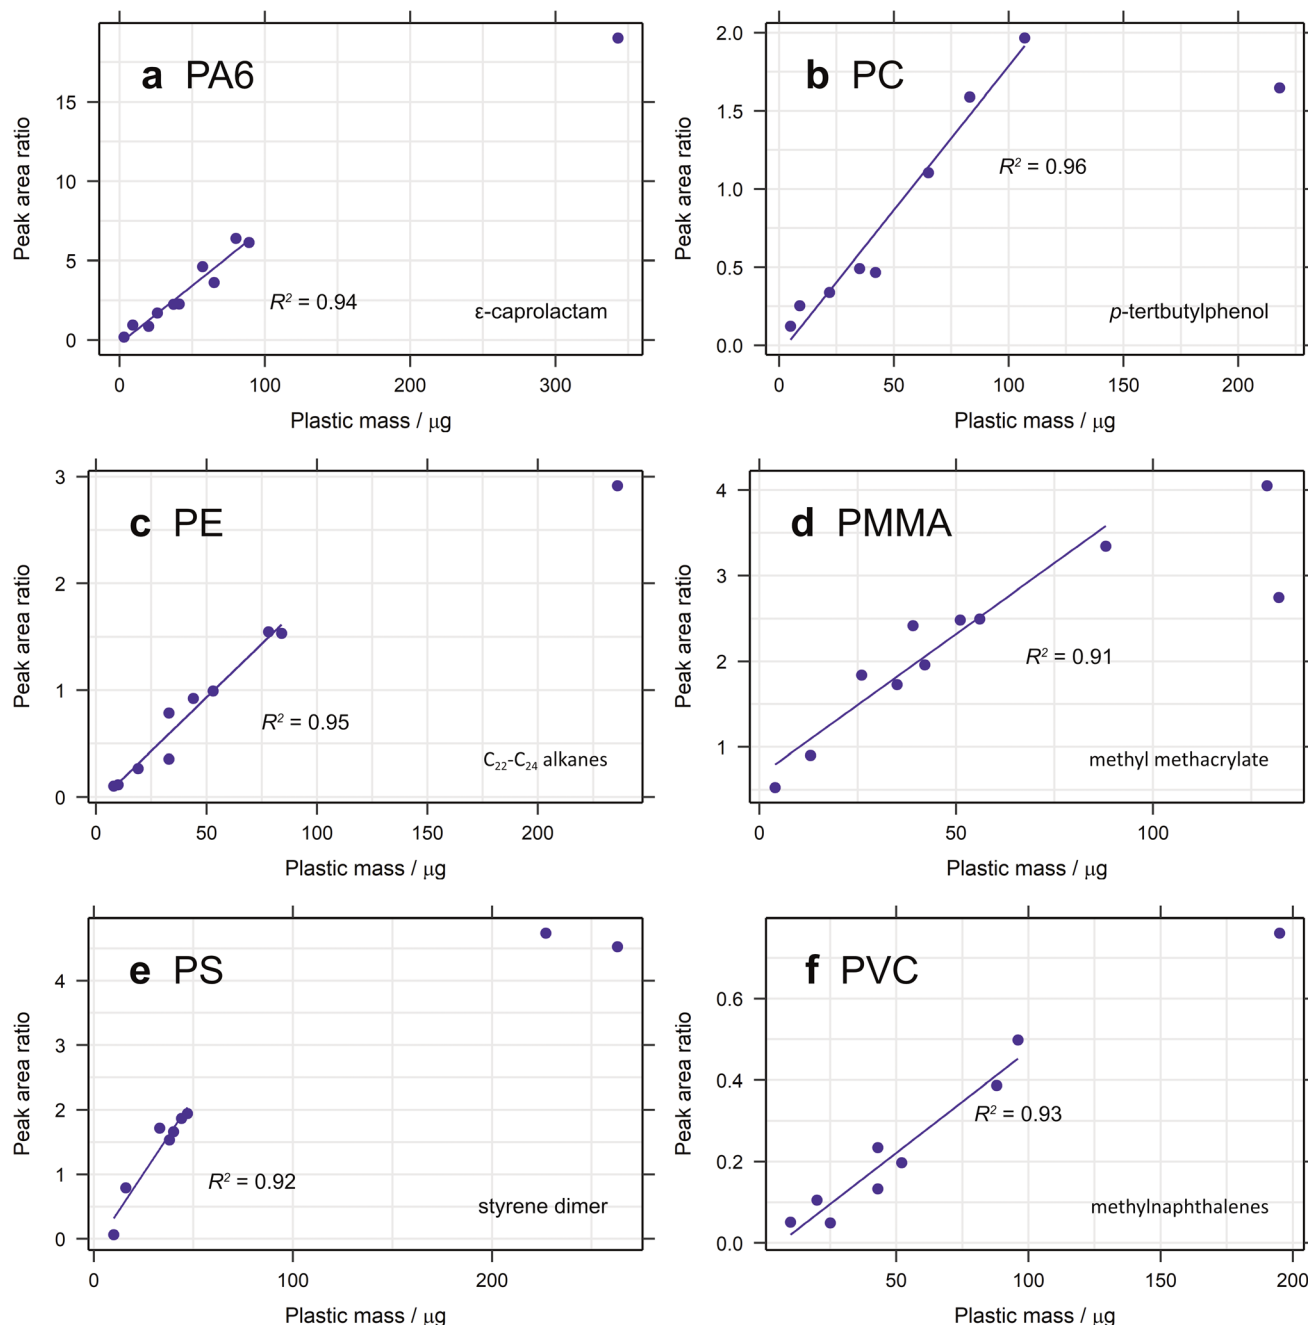 a PA6
Peak area ratio
15
10
5
0
R² = 0.94
ε-caprolactam
0 100 200 300
Plastic mass / μg
b PC
Peak area ratio
2.0
1.5
1.0
0.5
0.0
R² = 0.96
p-tertbutylphenol
0 50 100 150 200
Plastic mass / μg
c PE
Peak area ratio
3
2
1
0
R² = 0.95
C₂₂-C₂₄ alkanes
0 50 100 150 200
Plastic mass / μg
d PMMA
Peak area ratio
4
3
2
1
R² = 0.91
methyl methacrylate
0 50 100
Plastic mass / μg
e PS
Peak area ratio
4
3
2
1
0
R² = 0.92
styrene dimer
0 100 200
Plastic mass / μg
f PVC
Peak area ratio
0.6
0.4
0.2
0.0
R² = 0.93
methylnaphthalenes
50 100 150 200
Plastic mass / μg